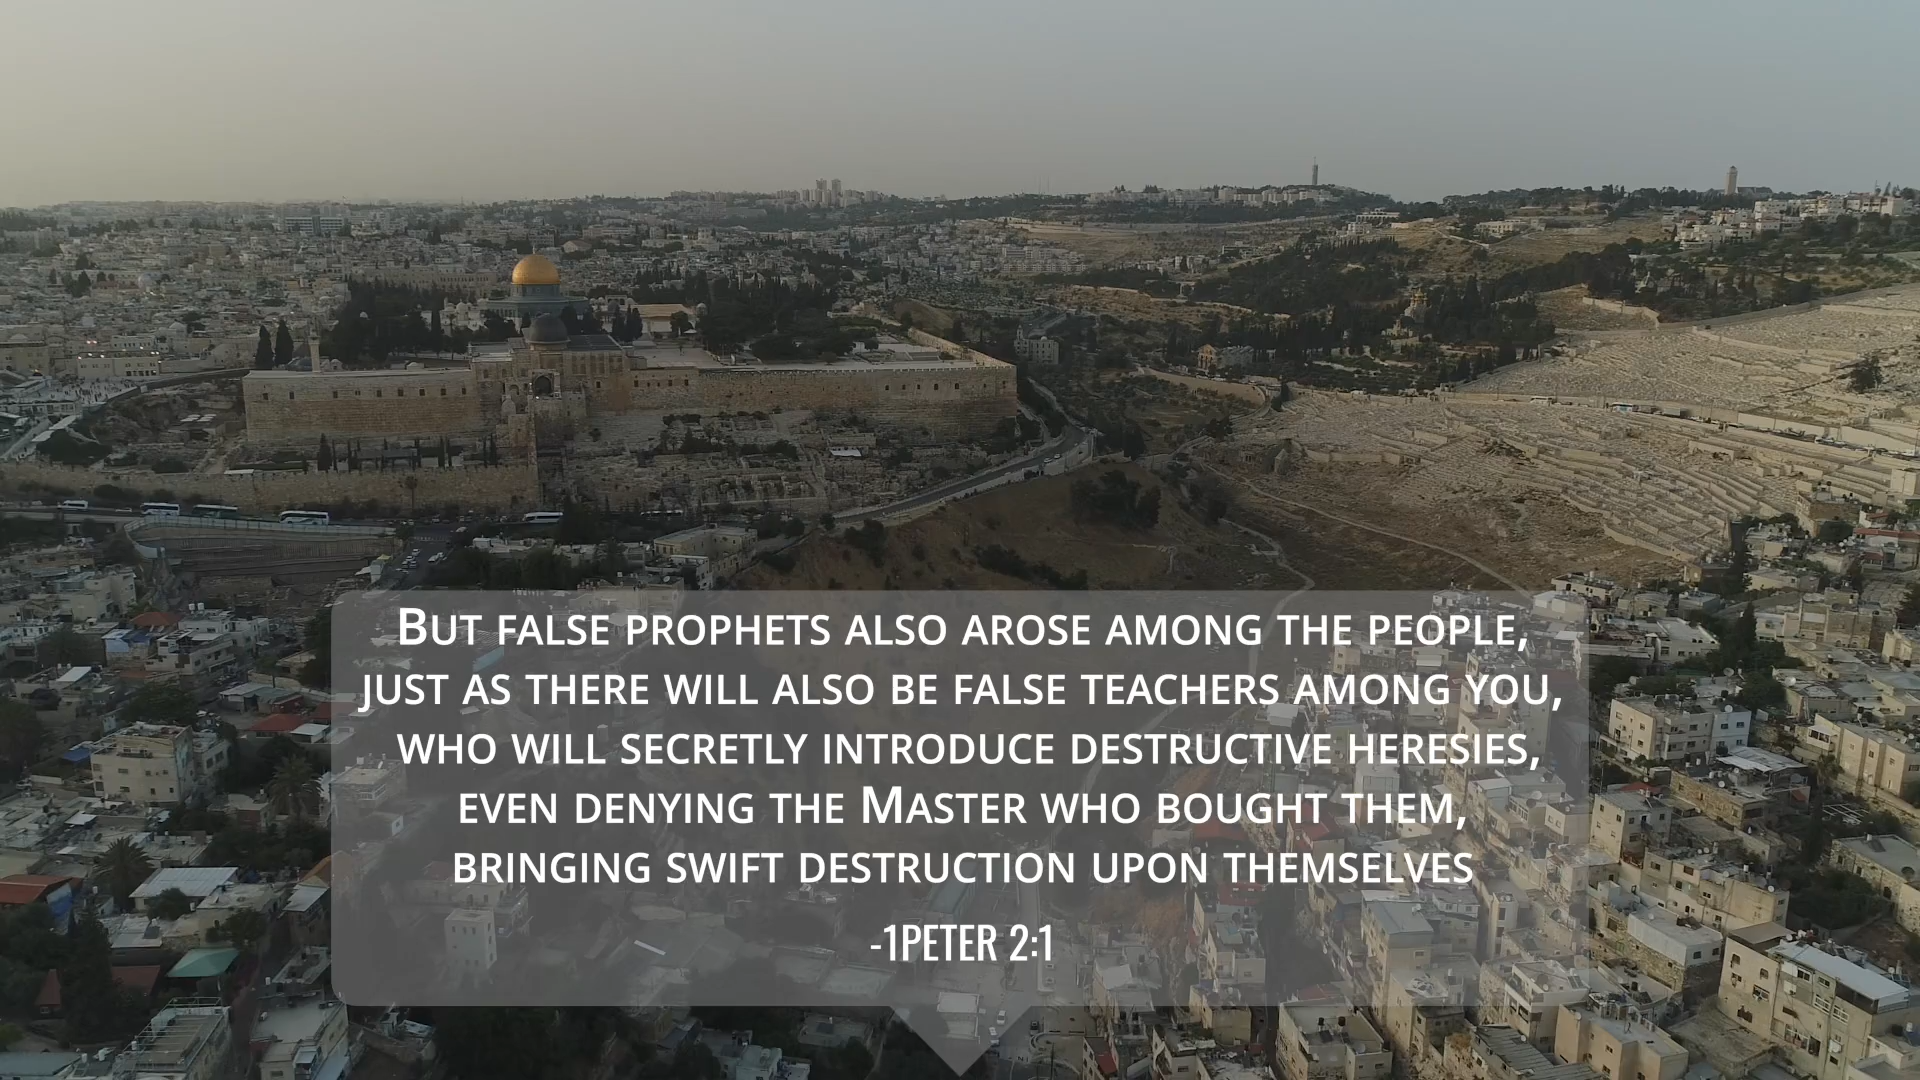 But false prophets also arose among the people,
just as there will also be false teachers among you,
who will secretly introduce destructive heresies,
even denying the Master who bought them,
bringing swift destruction upon themselves
-1PETER 2:1